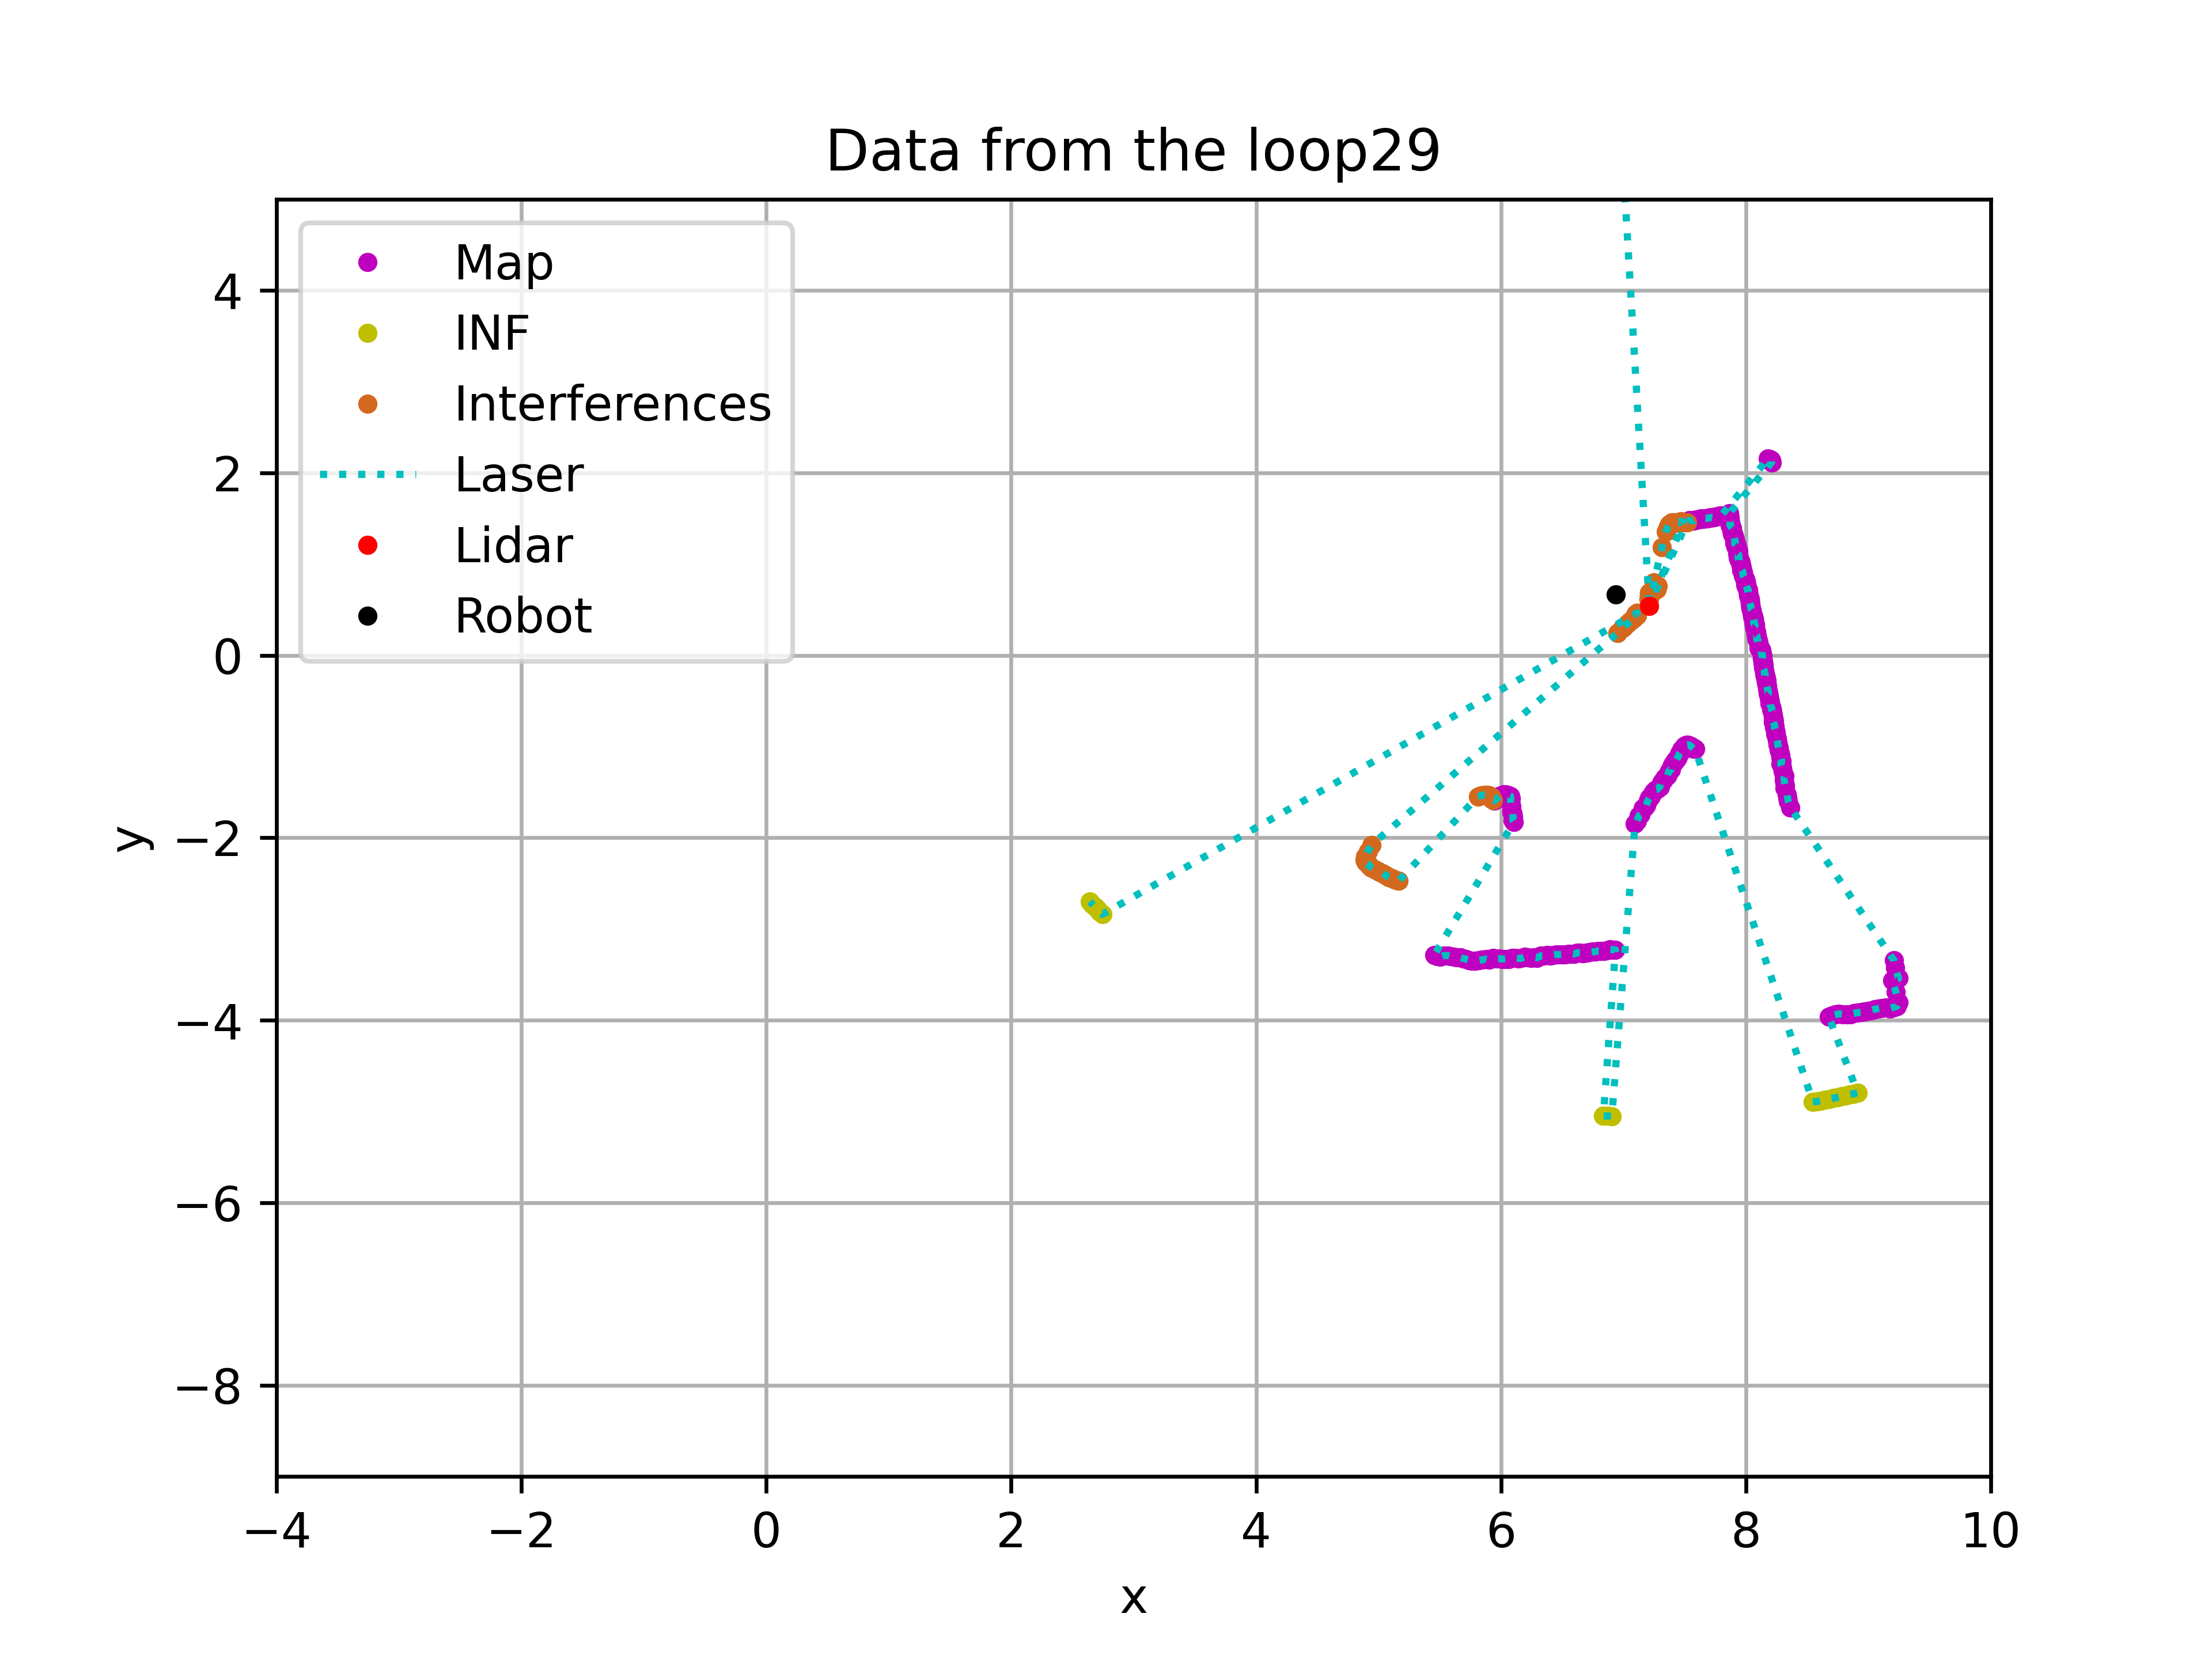 Data from the loop29
Map
INF
Interferences
Laser
Lidar
Robot
4
2
0
−2
−4
−6
−8
y
−4 −2 0 2 4 6 8 10
x